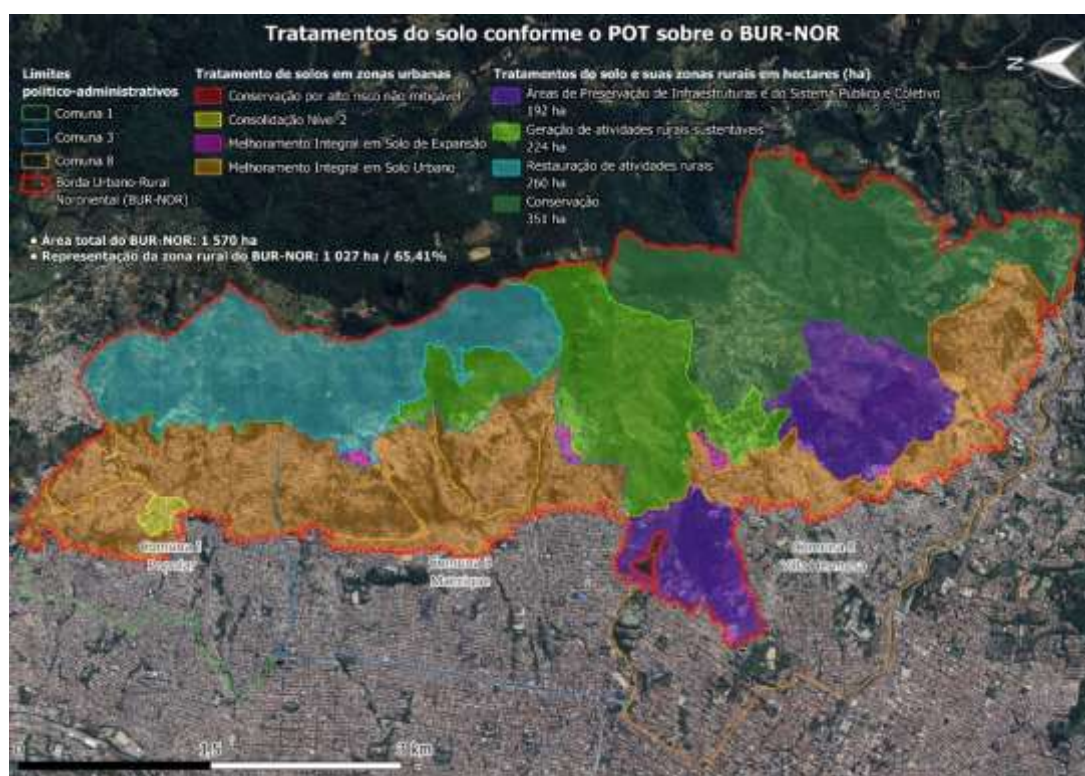 Tratamentos do solo conforme o POT sobre o BUR-NOR
N
Limites
político-administrativos
Comuna 1
Comuna 3
Comuna 8
Borda Urbano-Rural
Nororiental (BUR-NOR)
Tratamento de solos em zonas urbanas
Conservação por alto risco não mitigável
Consolidação Nível 2
Melhoramento Integral em Solo de Expansão
Melhoramento Integral em Solo Urbano
Tratamentos do solo e suas zonas rurais em hectares (ha)
Áreas de Preservação de Infraestruturas e do Sistema Público e Coletivo
192 ha
Geração de atividades rurais sustentáveis
224 ha
Restauração de atividades rurais
260 ha
Conservação
351 ha
• Área total do BUR-NOR: 1 570 ha
• Representação da zona rural do BUR-NOR: 1 027 ha / 65,41%
Comuna 1
Popular
Comuna 3
Manrique
Comuna 8
Villa Hermosa
0 1,5 3 km